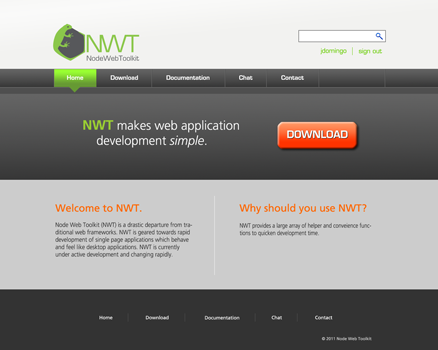 NWT
NodeWebToolkit
jdomingo | sign out
Home Download Documentation Chat Contact
NWT makes web application
development simple.
DOWNLOAD
Welcome to NWT.
Node Web Toolkit (NWT) is a drastic departure from tra-
ditional web frameworks. NWT is geared towards rapid
development of single page applications which behave
and feel like desktop applications. NWT is currently
under active development and changing rapidly.
Why should you use NWT?
NWT provides a large array of helper and conveience func-
tions to quicken development time.
Home Download Documentation Chat Contact
© 2011 Node Web Toolkit